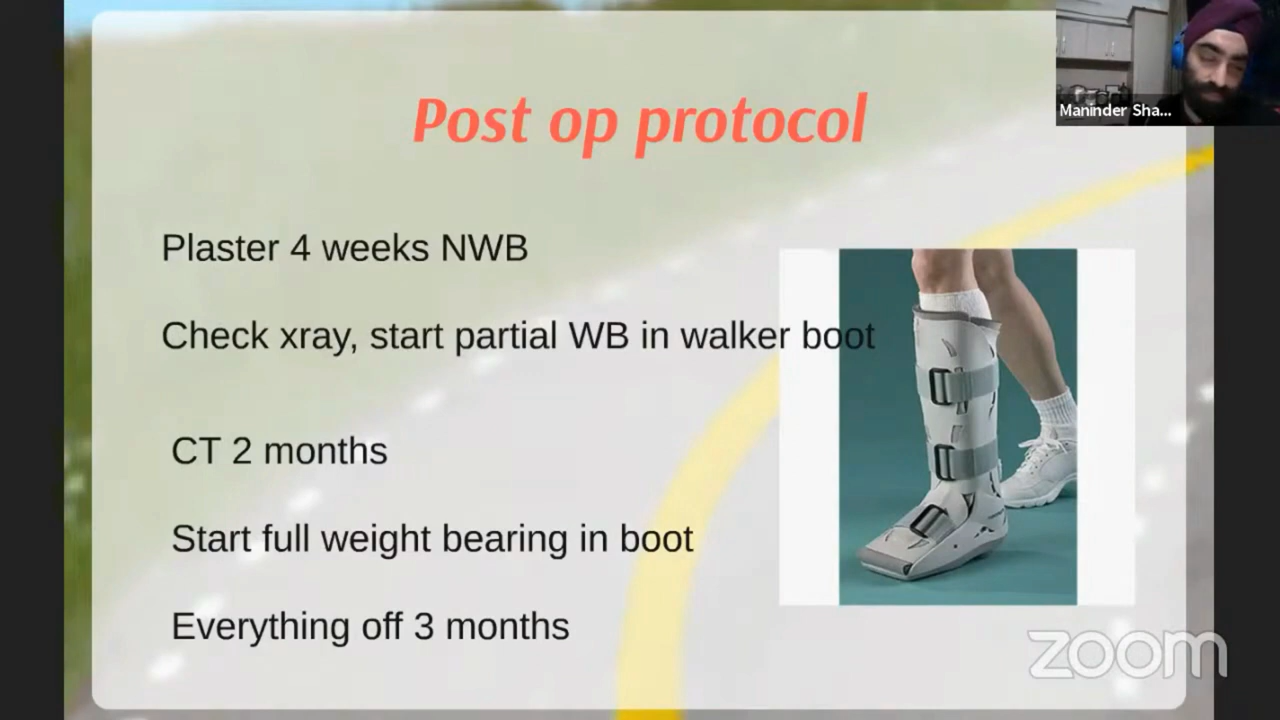 Maninder Sha...
Post op protocol
Plaster 4 weeks NWB
Check xray, start partial WB in walker boot
CT 2 months
Start full weight bearing in boot
Everything off 3 months
zoom